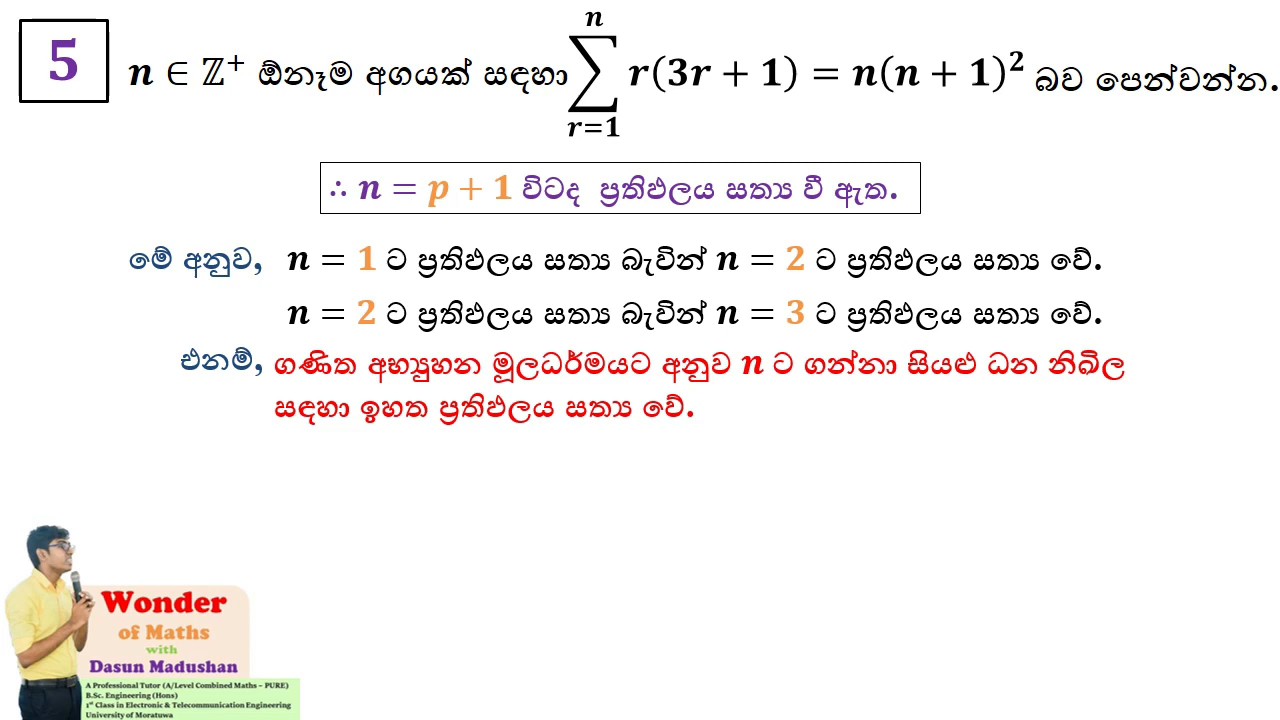 5
n ∈ ℤ⁺ ඕනෑම අගයක් සඳහා ∑_{r=1}^{n} r(3r + 1) = n(n + 1)² බව පෙන්වන්න.
∴ n = p + 1 විටද ප්‍රතිඵලය සත්‍ය වී ඇත.
මේ අනුව, n = 1 ට ප්‍රතිඵලය සත්‍ය බැවින් n = 2 ට ප්‍රතිඵලය සත්‍ය වේ.
n = 2 ට ප්‍රතිඵලය සත්‍ය බැවින් n = 3 ට ප්‍රතිඵලය සත්‍ය වේ.
එනම්, ගණිත අභ්‍යුහන මූලධර්මයට අනුව n ට ගන්නා සියළු ධන නිඛිල
සඳහා ඉහත ප්‍රතිඵලය සත්‍ය වේ.
Wonder
of Maths
with
Dasun Madushan
A Professional Tutor (A/Level Combined Maths – PURE)
B.Sc. Engineering (Hons)
1st Class in Electronic & Telecommunication Engineering
University of Moratuwa